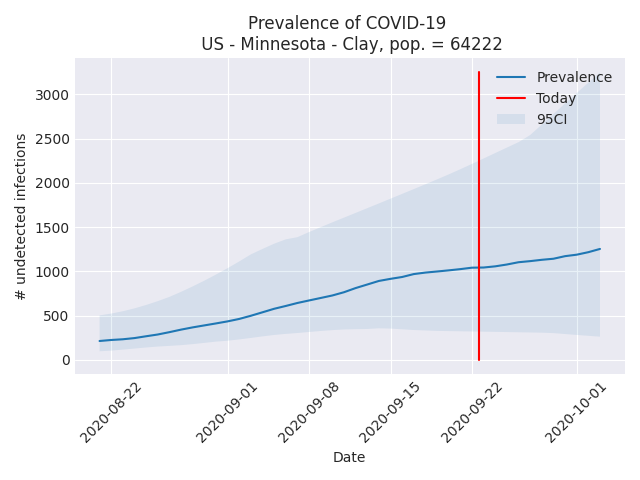 Prevalence of COVID-19
US - Minnesota - Clay, pop. = 64222
Prevalence
Today
95CI
# undetected infections
3000
2500
2000
1500
1000
500
0
2020-08-22
2020-09-01
2020-09-08
2020-09-15
2020-09-22
2020-10-01
Date